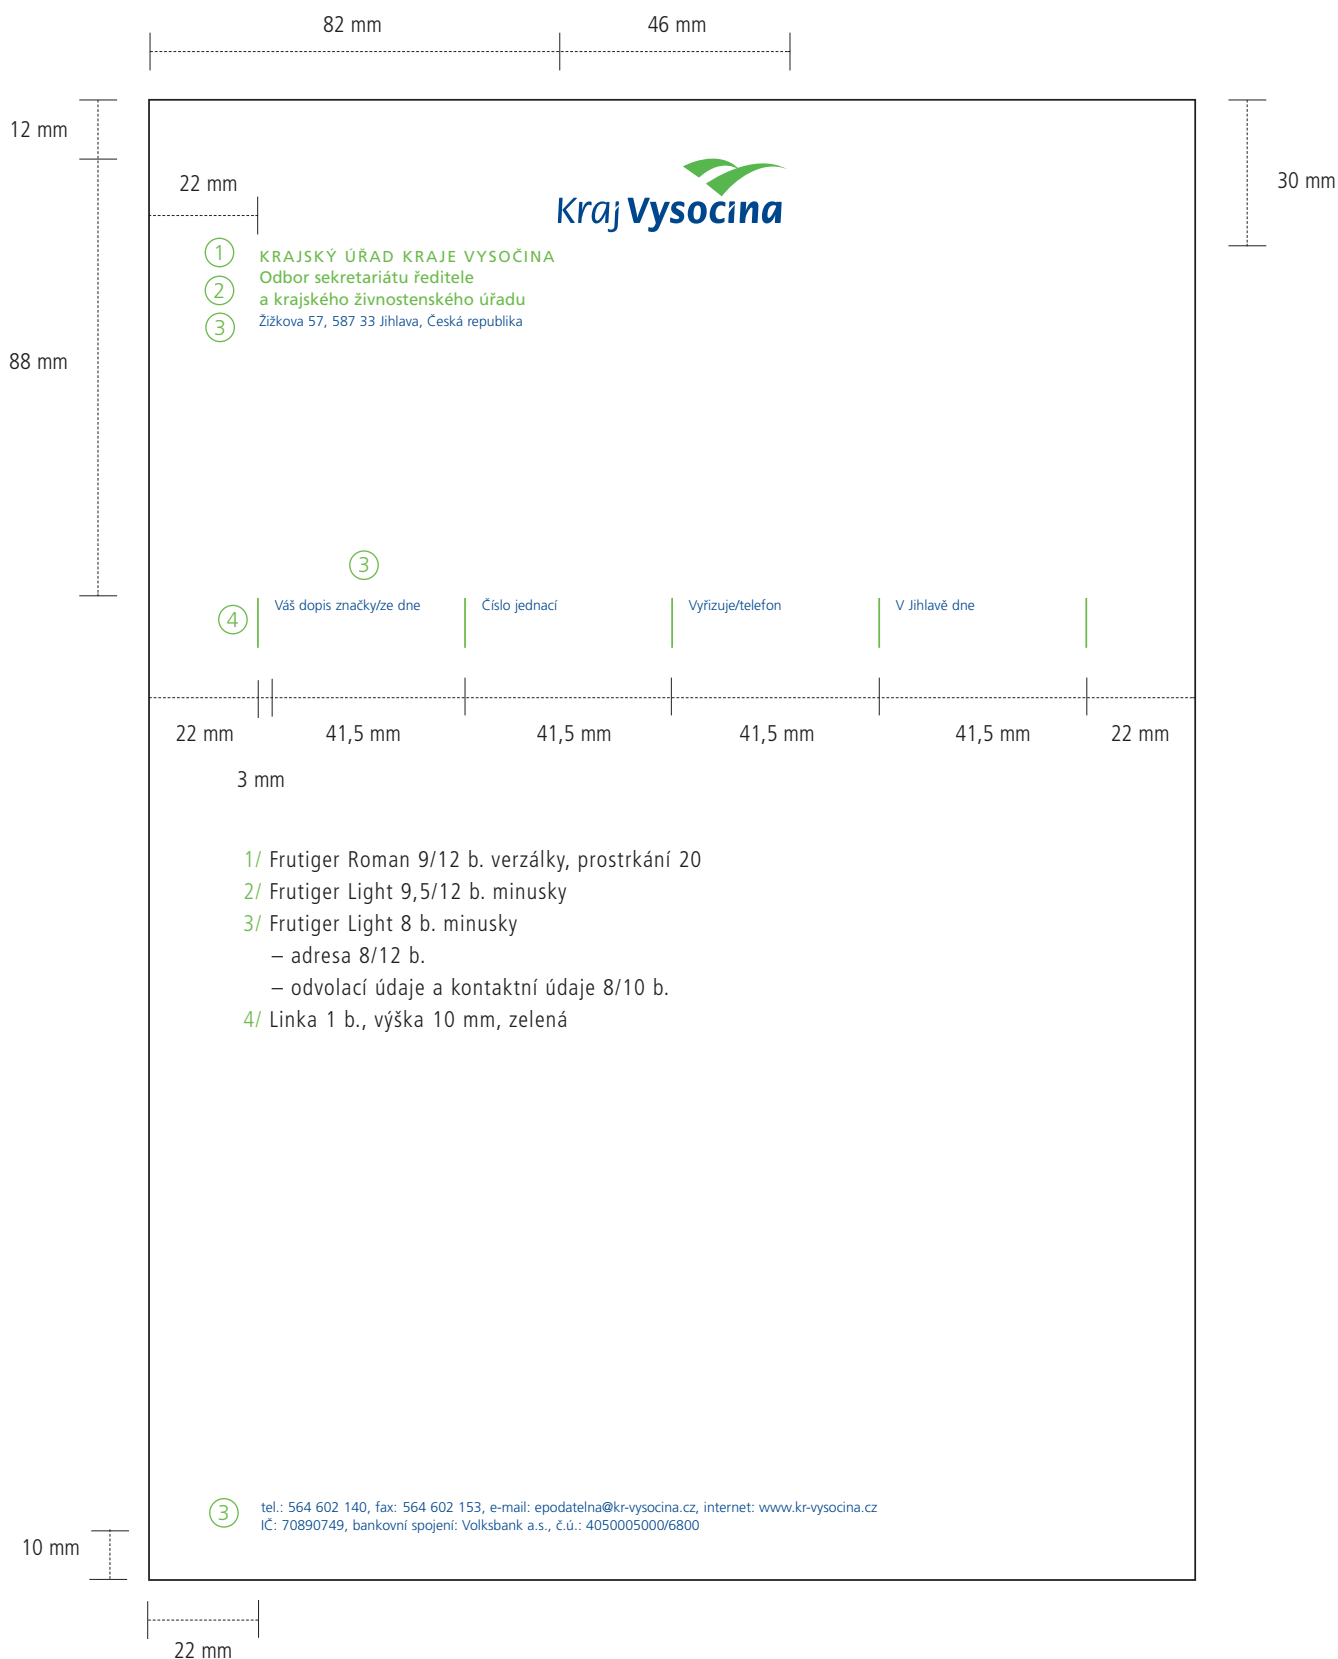 82 mm
46 mm
12 mm
30 mm
22 mm
Kraj Vysocina
1
KRAJSKÝ ÚŘAD KRAJE VYSOČINA
2
Odbor sekretariátu ředitele
a krajského živnostenského úřadu
3
Žižkova 57, 587 33 Jihlava, Česká republika
88 mm
3
4
Váš dopis značky/ze dne
Číslo jednací
Vyřizuje/telefon
V Jihlavě dne
22 mm
41,5 mm
41,5 mm
41,5 mm
41,5 mm
22 mm
3 mm
1/ Frutiger Roman 9/12 b. verzálky, prostrkání 20
2/ Frutiger Light 9,5/12 b. minusky
3/ Frutiger Light 8 b. minusky
– adresa 8/12 b.
– odvolací údaje a kontaktní údaje 8/10 b.
4/ Linka 1 b., výška 10 mm, zelená
3
tel.: 564 602 140, fax: 564 602 153, e-mail: epodatelna@kr-vysocina.cz, internet: www.kr-vysocina.cz
IČ: 70890749, bankovní spojení: Volksbank a.s., č.ú.: 4050005000/6800
10 mm
22 mm